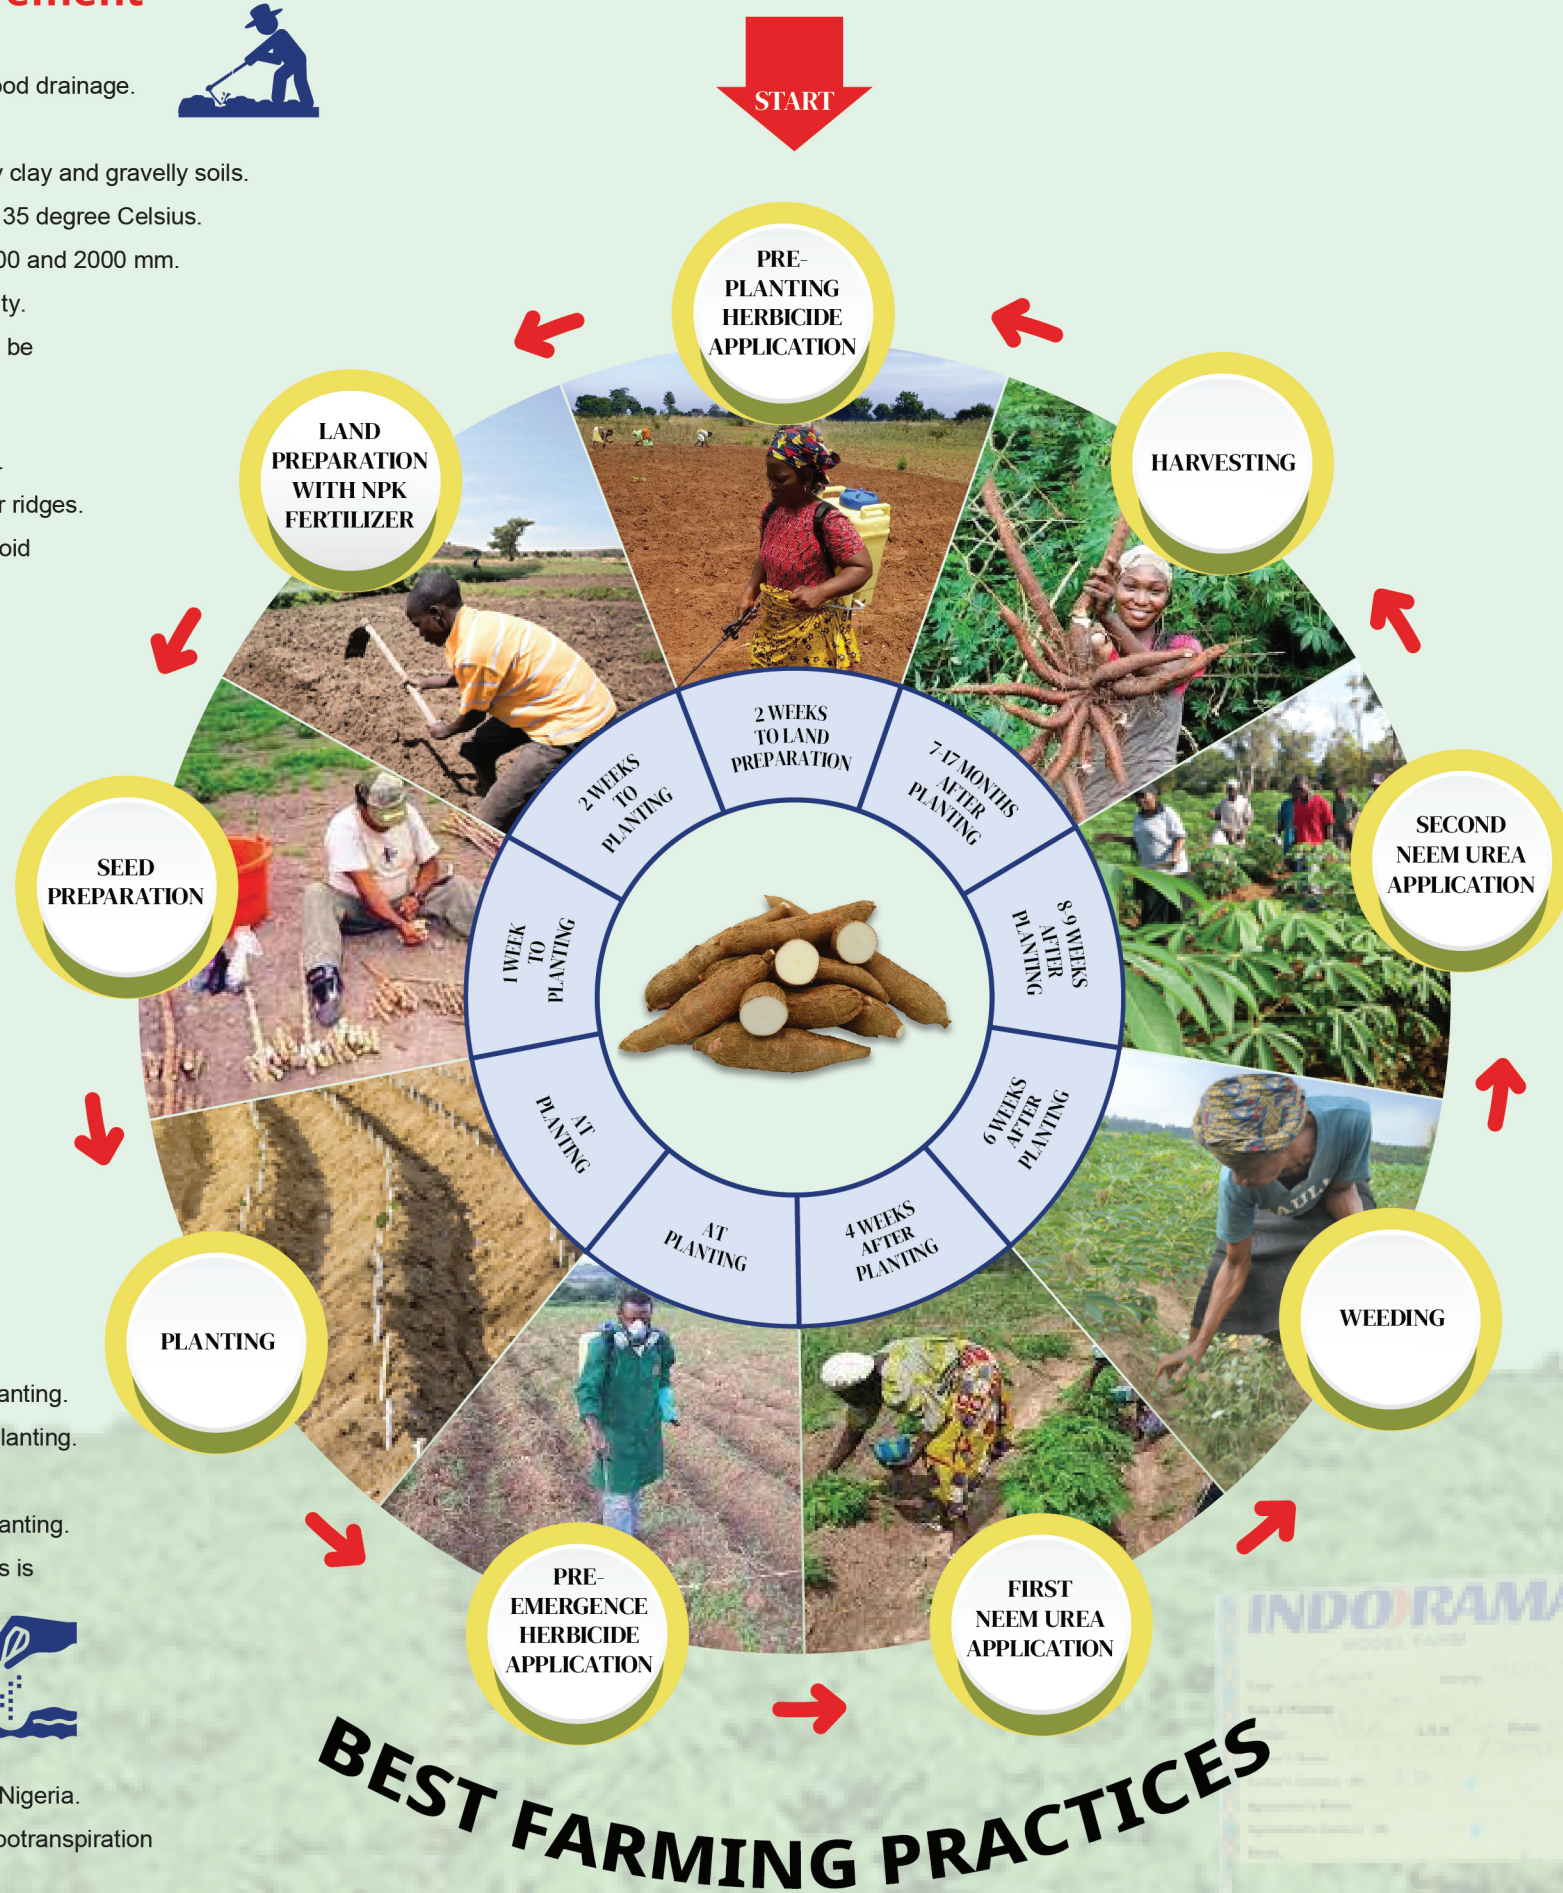 ement
ood drainage.
clay and gravelly soils.
35 degree Celsius.
00 and 2000 mm.
ty.
be
.
r ridges.
oid
START
PRE-
PLANTING
HERBICIDE
APPLICATION
2 WEEKS
TO LAND
PREPARATION
LAND
PREPARATION
WITH NPK
FERTILIZER
2 WEEKS
TO
PLANTING
SEED
PREPARATION
1 WEEK
TO
PLANTING
PLANTING
AT
PLANTING
PRE-
EMERGENCE
HERBICIDE
APPLICATION
AT
PLANTING
FIRST
NEEM UREA
APPLICATION
4 WEEKS
AFTER
PLANTING
WEEDING
6 WEEKS
AFTER
PLANTING
SECOND
NEEM UREA
APPLICATION
8-9 WEEKS
AFTER
PLANTING
HARVESTING
7-17 MONTHS
AFTER
PLANTING
anting.
lanting.
anting.
s is
Nigeria.
potranspiration
INDORAMA
MODEL FARM
BEST FARMING PRACTICES